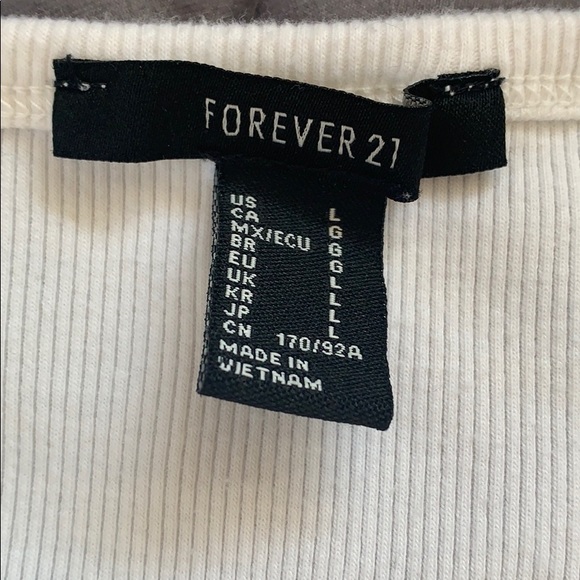 FOREVER 21
US L
CA G
MX/ECU G
BR G
EU L
UK L
KR L
JP L
CN 170/92A
MADE IN
VIETNAM